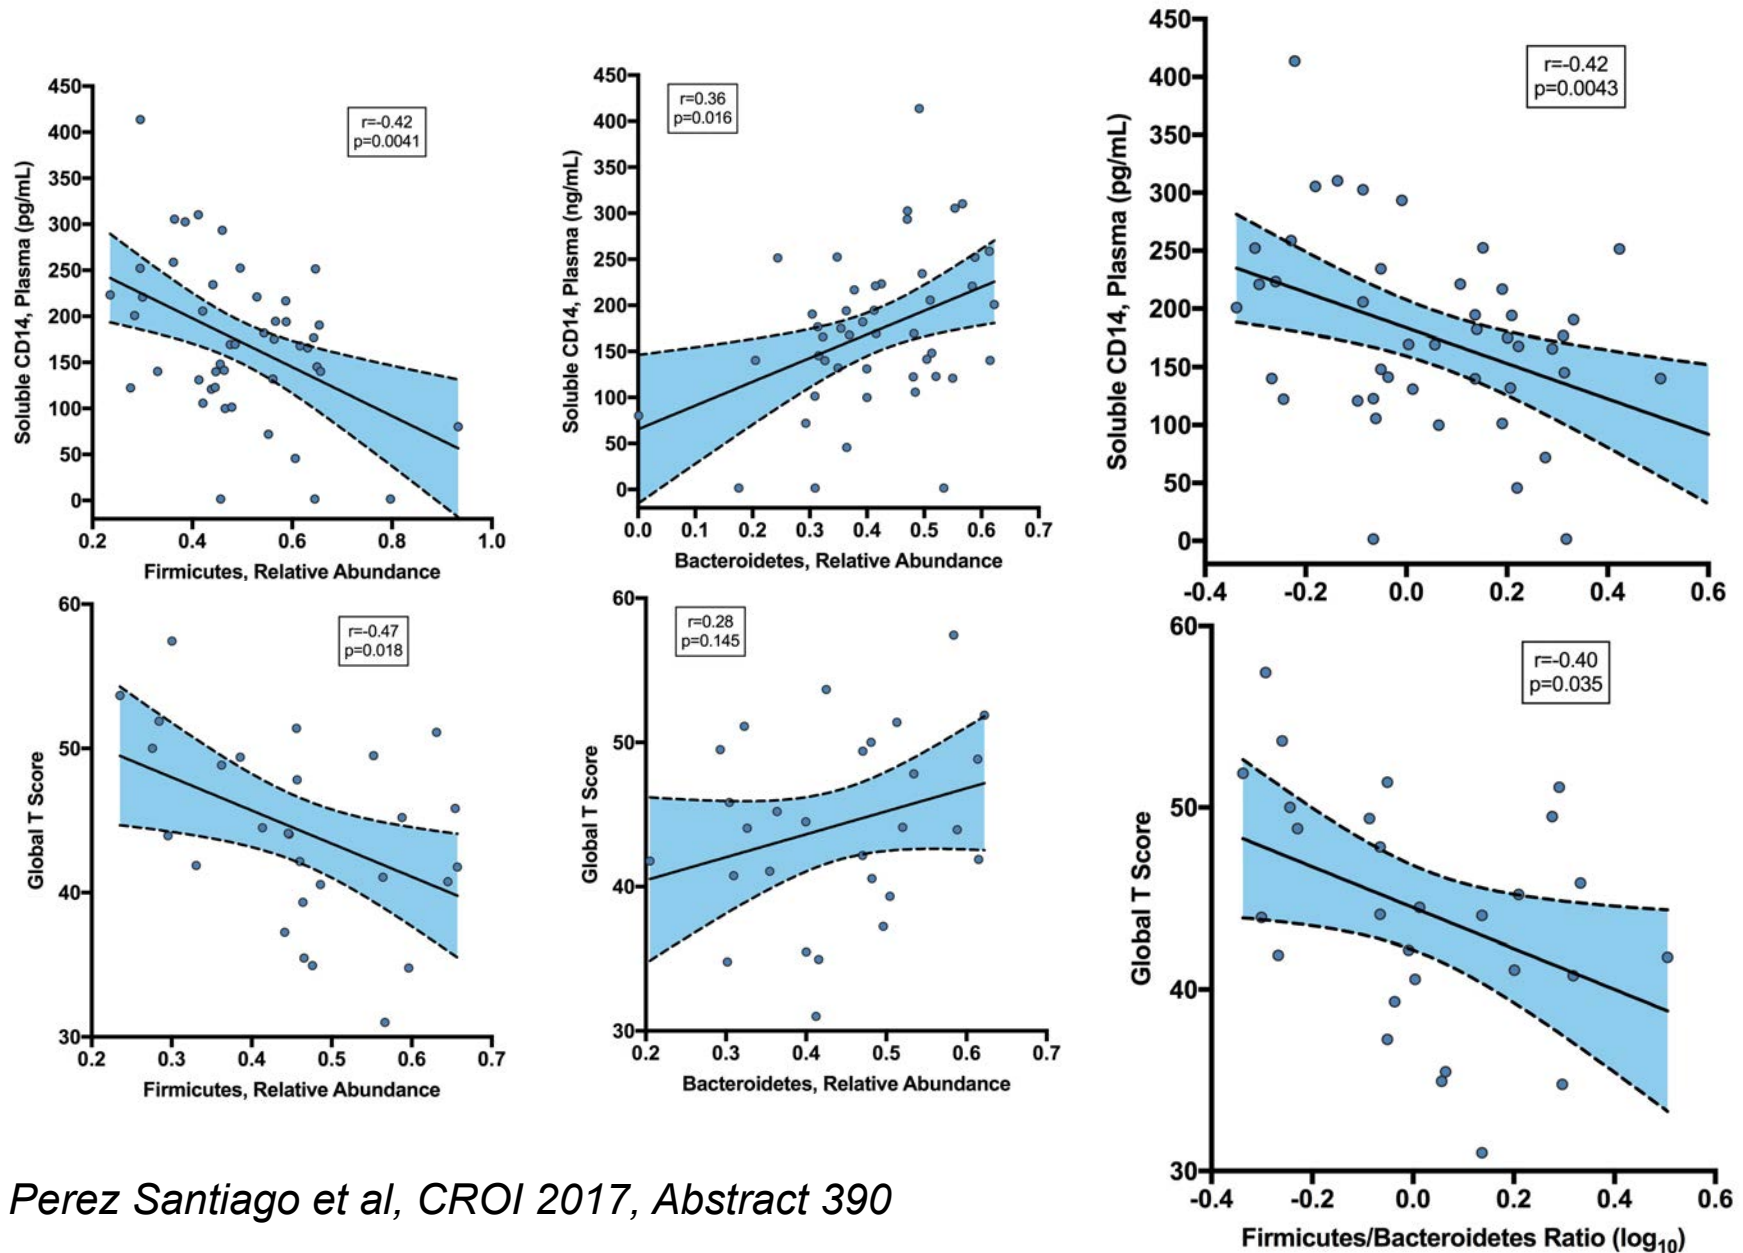 450
400
350
300
250
200
150
100
50
0
Soluble CD14, Plasma (pg/mL)
r=-0.42
p=0.0041
0.2 0.4 0.6 0.8 1.0
Firmicutes, Relative Abundance
450
400
350
300
250
200
150
100
50
0
Soluble CD14, Plasma (ng/mL)
r=0.36
p=0.016
0.0 0.1 0.2 0.3 0.4 0.5 0.6 0.7
Bacteroidetes, Relative Abundance
450
400
350
300
250
200
150
100
50
0
Soluble CD14, Plasma (pg/mL)
r=-0.42
p=0.0043
-0.4 -0.2 0.0 0.2 0.4 0.6
60
50
40
30
Global T Score
r=-0.47
p=0.018
0.2 0.3 0.4 0.5 0.6 0.7
Firmicutes, Relative Abundance
60
50
40
30
Global T Score
r=0.28
p=0.145
0.2 0.3 0.4 0.5 0.6 0.7
Bacteroidetes, Relative Abundance
60
50
40
30
Global T Score
r=-0.40
p=0.035
-0.4 -0.2 0.0 0.2 0.4 0.6
Firmicutes/Bacteroidetes Ratio (log10)
Perez Santiago et al, CROI 2017, Abstract 390